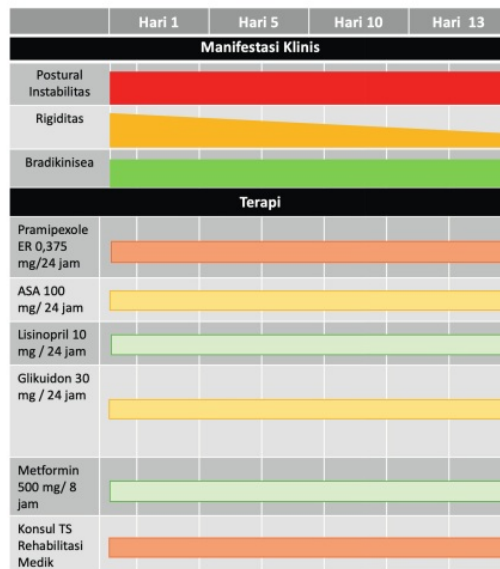 Hari 1 Hari 5 Hari 10 Hari 13
Manifestasi Klinis
Postural
Instabilitas
Rigiditas
Bradikinisea
Terapi
Pramipexole
ER 0,375
mg/24 jam
ASA 100
mg/ 24 jam
Lisinopril 10
mg / 24 jam
Glikuidon 30
mg / 24 jam
Metformin
500 mg/ 8
jam
Konsul TS
Rehabilitasi
Medik